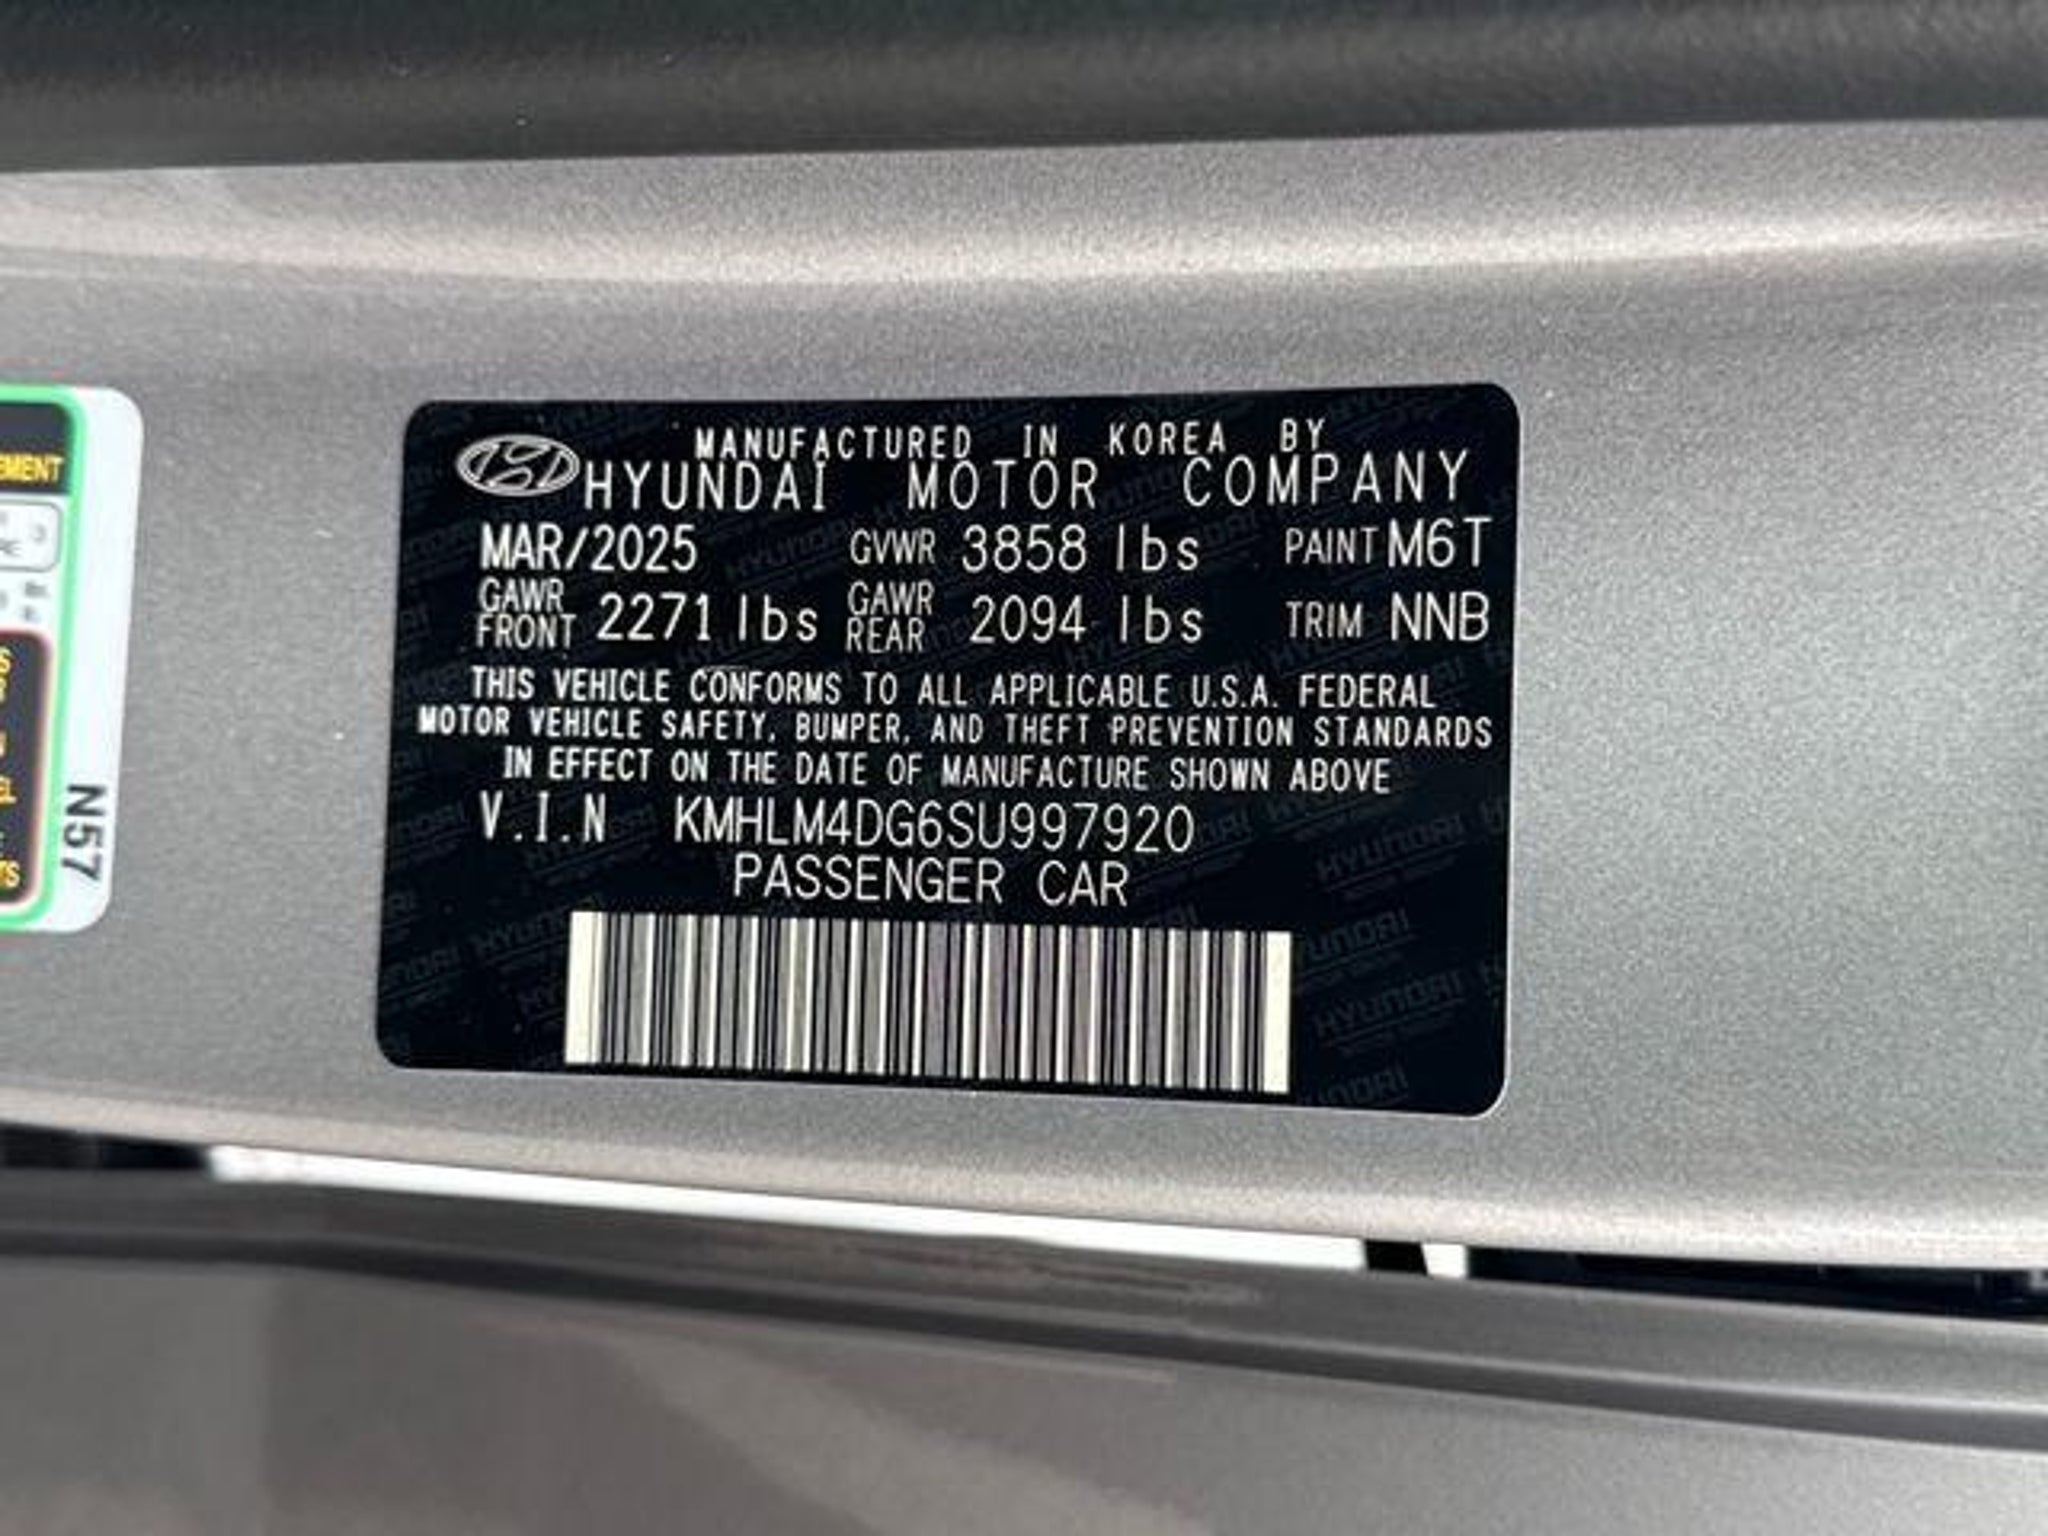 MANUFACTURED IN KOREA BY
HYUNDAI MOTOR COMPANY
MAR/2025 GVWR 3858 lbs PAINT M6T
GAWR FRONT 2271 lbs GAWR REAR 2094 lbs TRIM NNB
THIS VEHICLE CONFORMS TO ALL APPLICABLE U.S.A. FEDERAL
MOTOR VEHICLE SAFETY, BUMPER, AND THEFT PREVENTION STANDARDS
IN EFFECT ON THE DATE OF MANUFACTURE SHOWN ABOVE
V.I.N KMHLM4DG6SU997920
PASSENGER CAR
N57